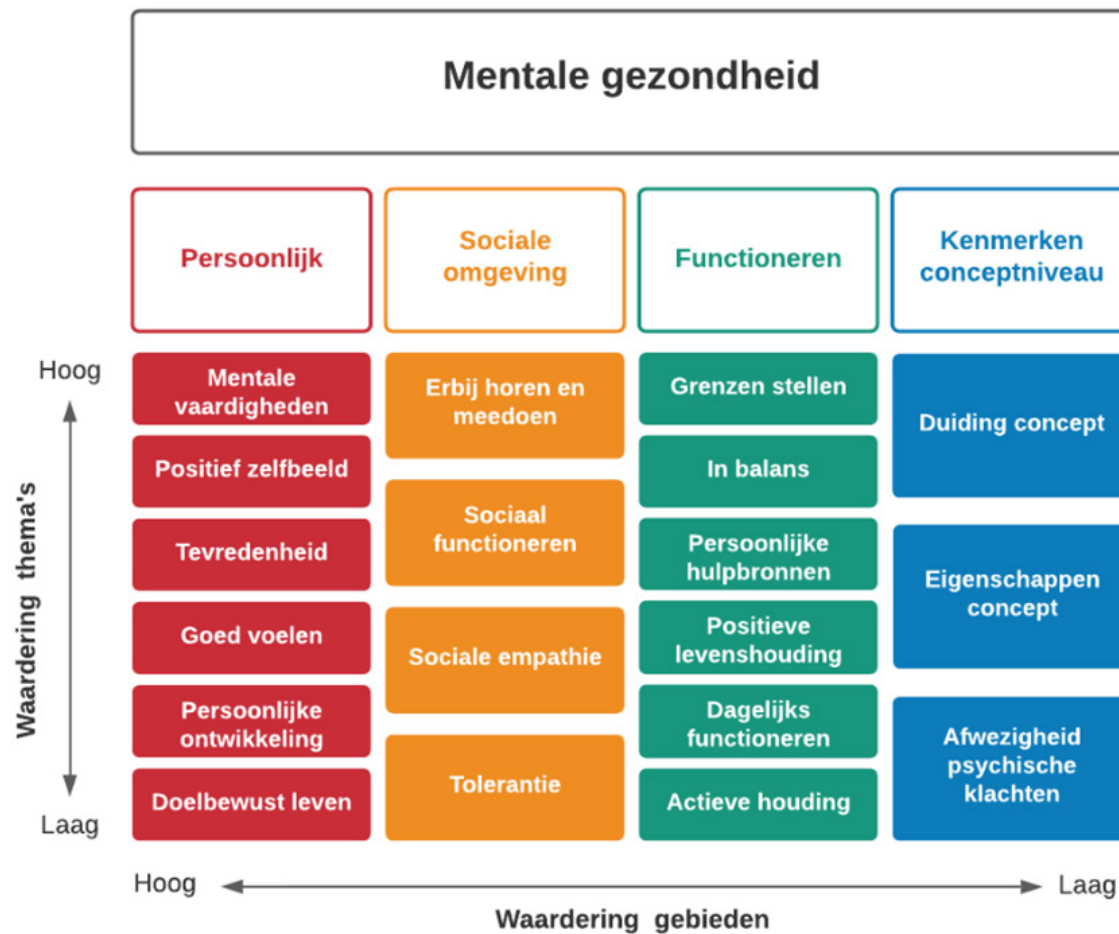 Mentale gezondheid
Persoonlijk
Sociale
omgeving
Functioneren
Kenmerken
conceptniveau
Hoog
Waardering thema's
Laag
Mentale
vaardigheden
Positief zelfbeeld
Tevredenheid
Goed voelen
Persoonlijke
ontwikkeling
Doelbewust leven
Erbij horen en
meedoen
Sociaal
functioneren
Sociale empathie
Tolerantie
Grenzen stellen
In balans
Persoonlijke
hulpbronnen
Positieve
levenshouding
Dagelijks
functioneren
Actieve houding
Duiding concept
Eigenschappen
concept
Afwezigheid
psychische
klachten
Hoog
Laag
Waardering gebieden